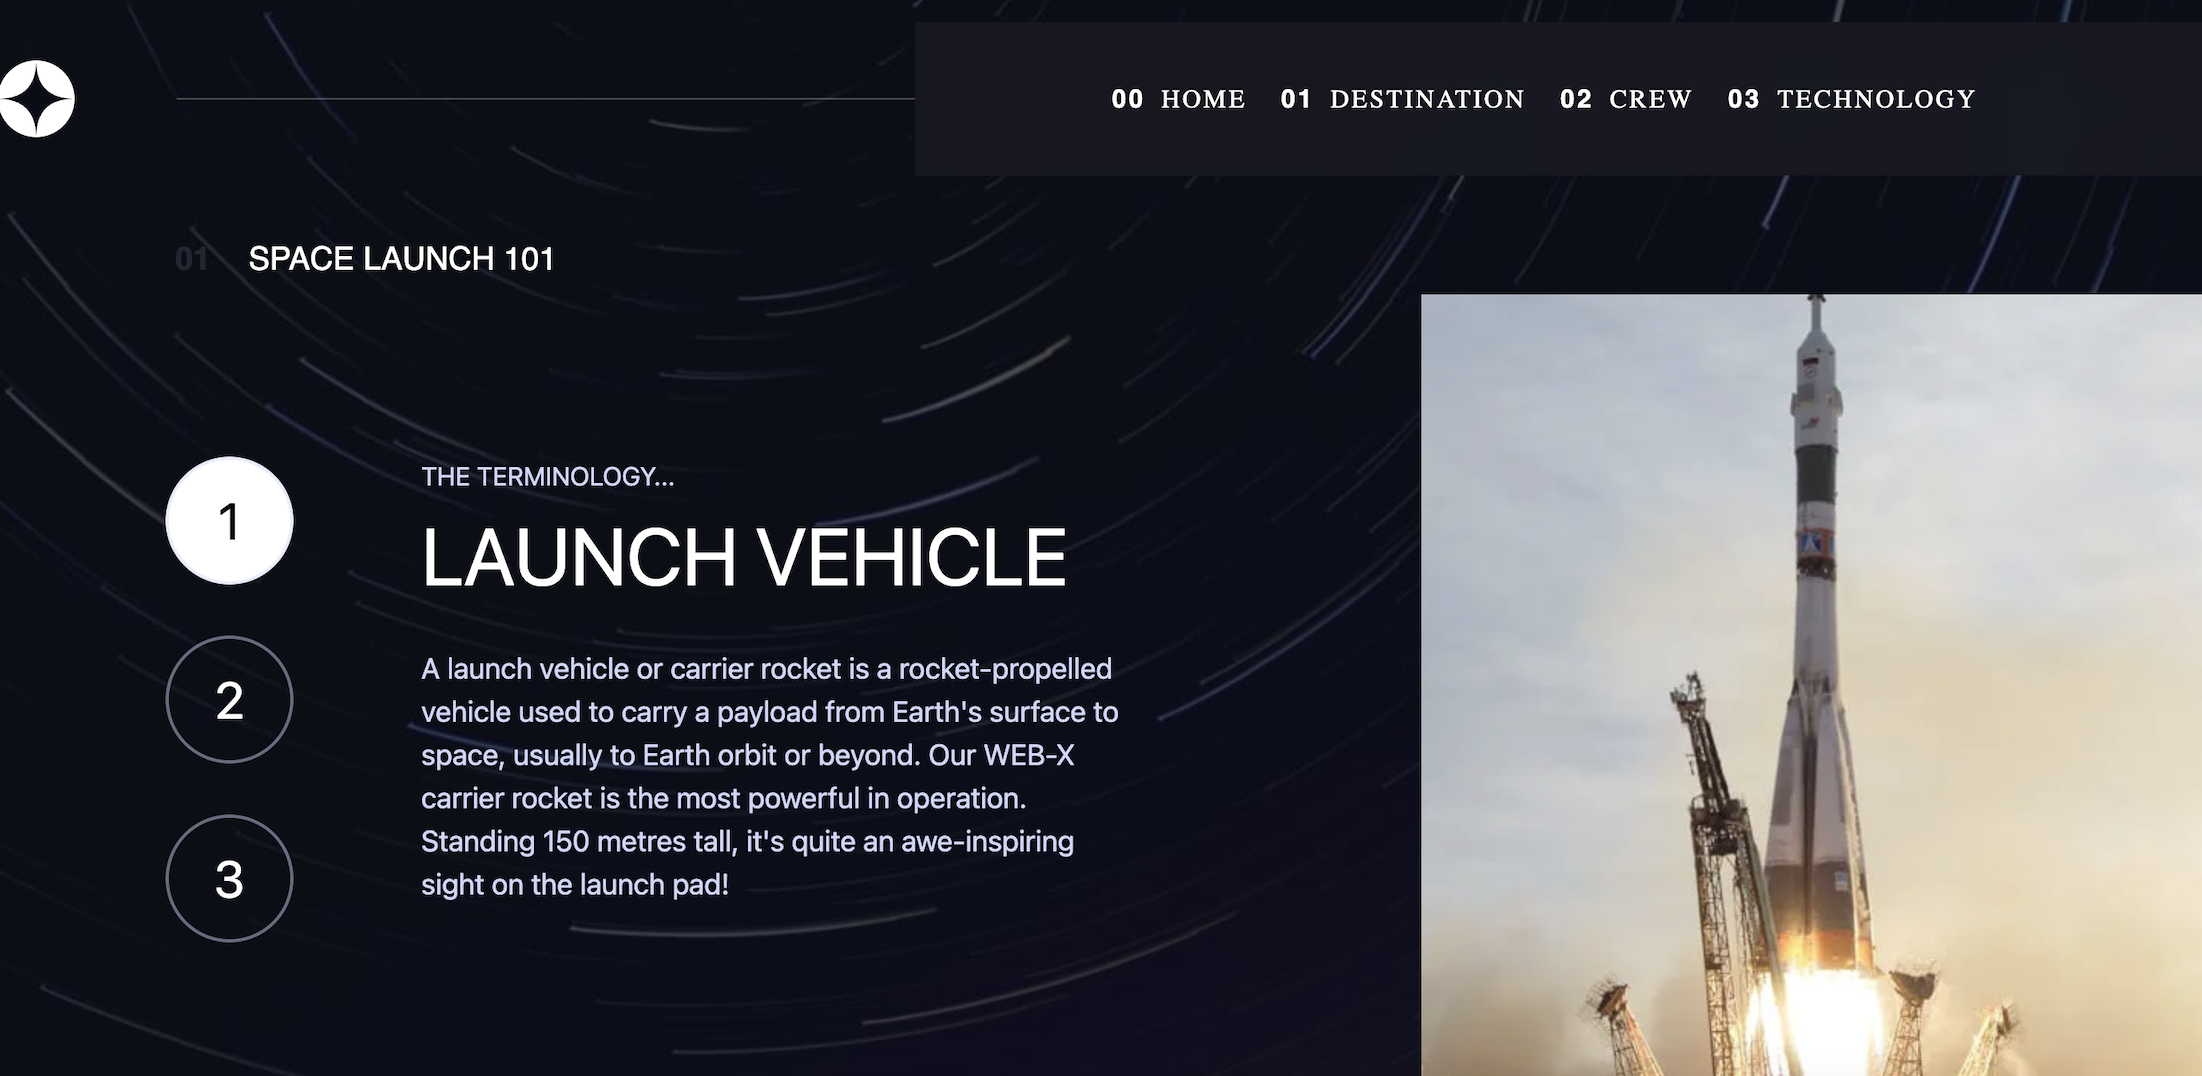 00 HOME 01 DESTINATION 02 CREW 03 TECHNOLOGY
01 SPACE LAUNCH 101
1
THE TERMINOLOGY...
LAUNCH VEHICLE
2
A launch vehicle or carrier rocket is a rocket-propelled
vehicle used to carry a payload from Earth's surface to
space, usually to Earth orbit or beyond. Our WEB-X
carrier rocket is the most powerful in operation.
Standing 150 metres tall, it's quite an awe-inspiring
sight on the launch pad!
3